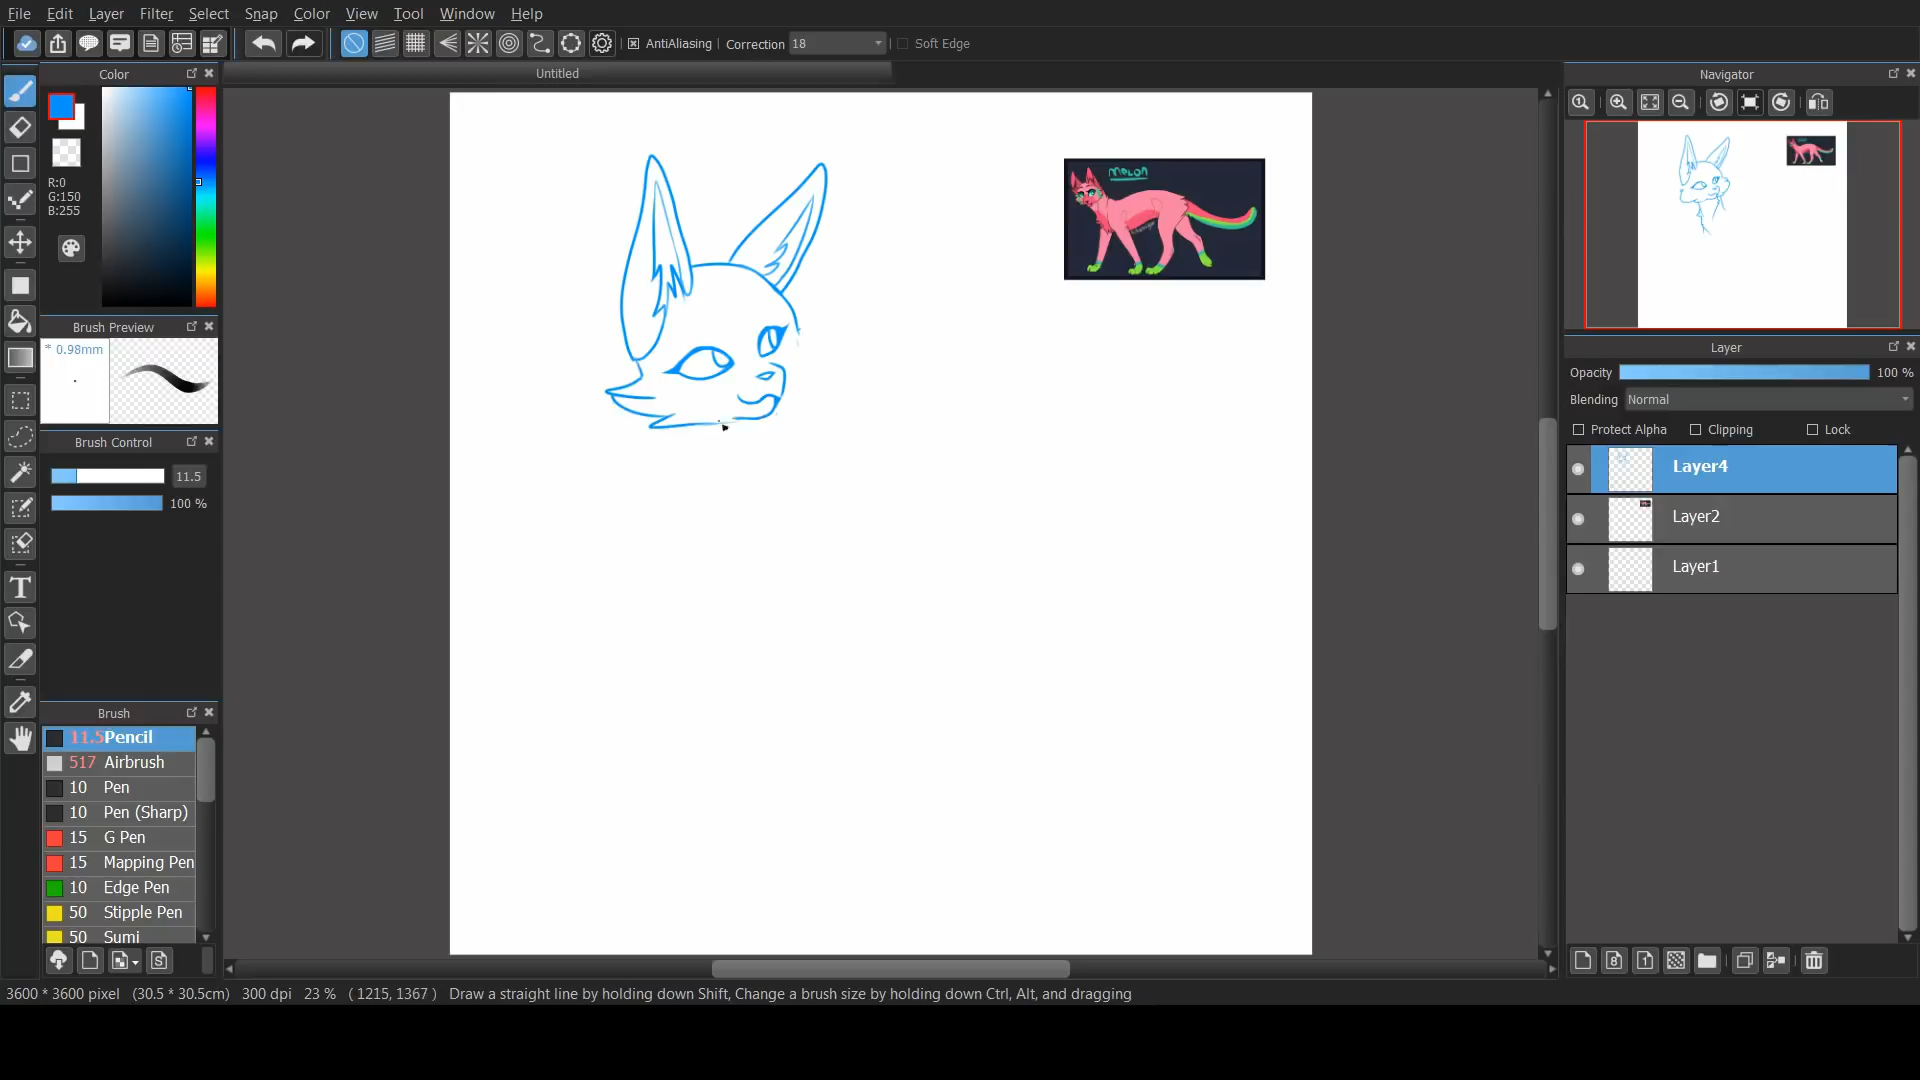 File Edit Layer Filter Select Snap Color View Tool Window Help
AntiAliasing Correction 18 Soft Edge
Color
Untitled
Navigator
R:0
G:150
B:255
Brush Preview
* 0.98mm
Brush Control
11.5
100 %
Brush
11.5 Pencil
517 Airbrush
10 Pen
10 Pen (Sharp)
15 G Pen
15 Mapping Pen
10 Edge Pen
50 Stipple Pen
50 Sumi
MOLON
Layer
Opacity 100 %
Blending Normal
Protect Alpha Clipping Lock
Layer4
Layer2
Layer1
3600 * 3600 pixel (30.5 * 30.5cm) 300 dpi 23 % ( 1215, 1367 ) Draw a straight line by holding down Shift, Change a brush size by holding down Ctrl, Alt, and dragging